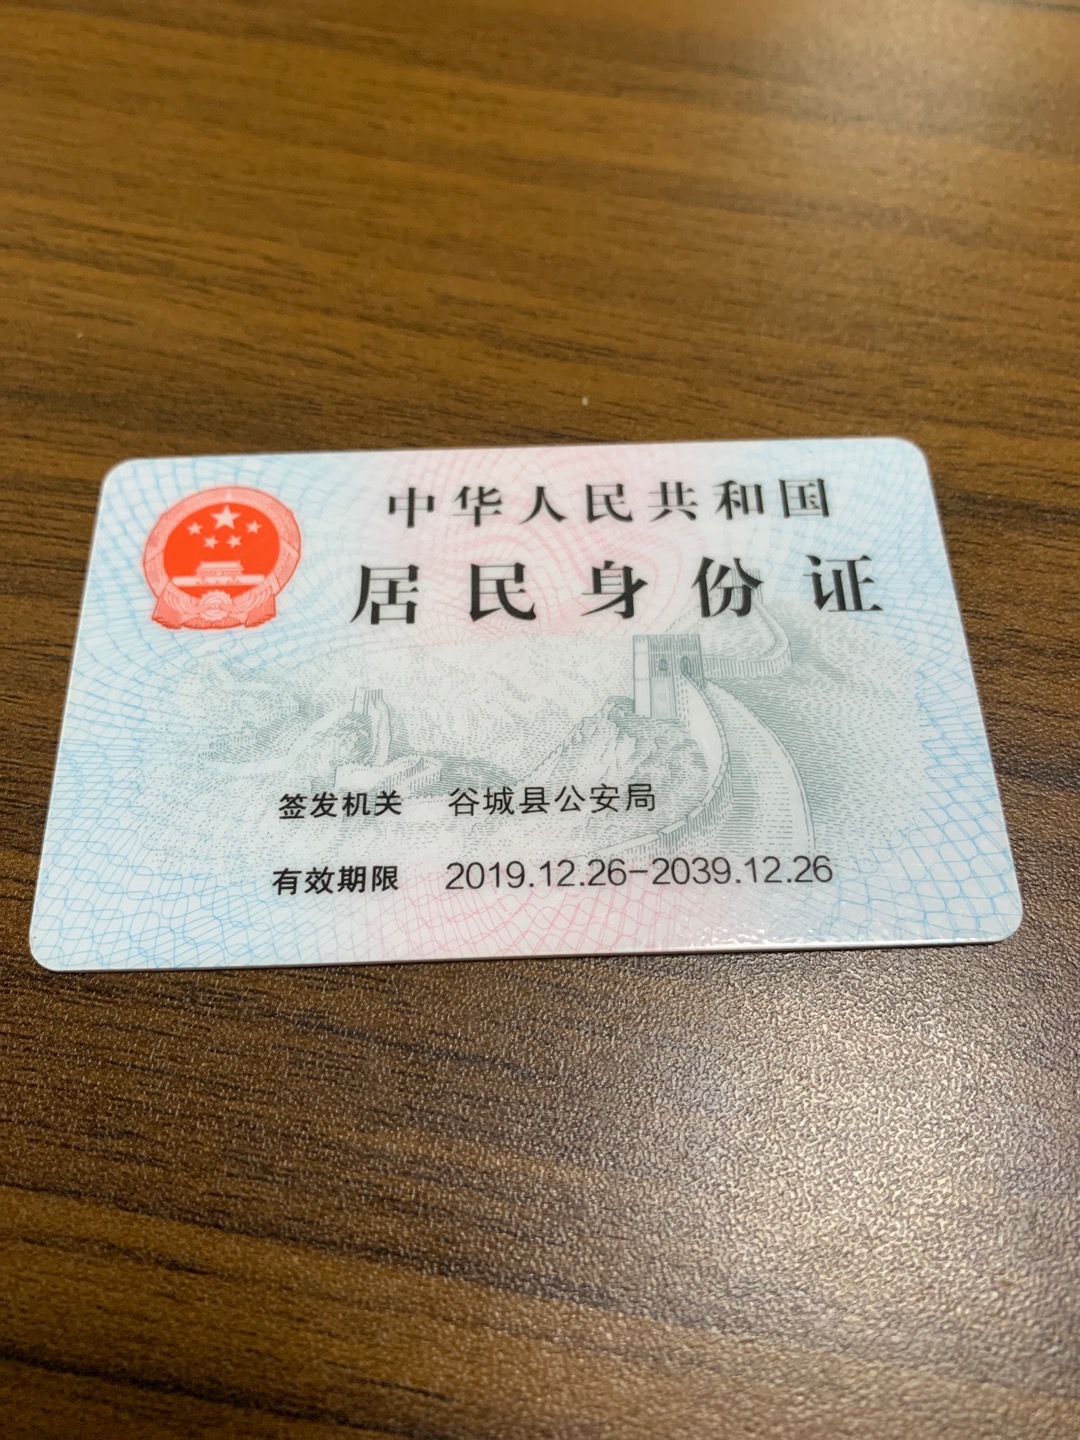 中华人民共和国
居民身份证
签发机关 谷城县公安局
有效期限 2019.12.26-2039.12.26